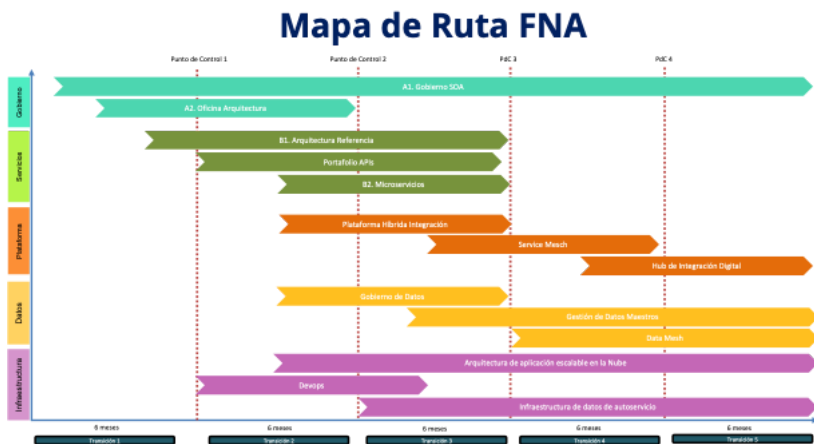 Mapa de Ruta FNA
Punto de Control 1
Punto de Control 2
PdC 3
PdC 4
Gobierno
A1. Gobierno SOA
A2. Oficina Arquitectura
Servicios
B1. Arquitectura Referencia
Portafolio APIs
B2. Microservicios
Plataforma
Plataforma Híbrida Integración
Service Mesch
Hub de Integración Digital
Datos
Gobierno de Datos
Gestión de Datos Maestros
Data Mesh
Infraestructura
Arquitectura de aplicación escalable en la Nube
Devops
Infraestructura de datos de autoservicio
6 meses
6 meses
6 meses
6 meses
6 meses
Transición 1
Transición 2
Transición 3
Transición 4
Transición 5